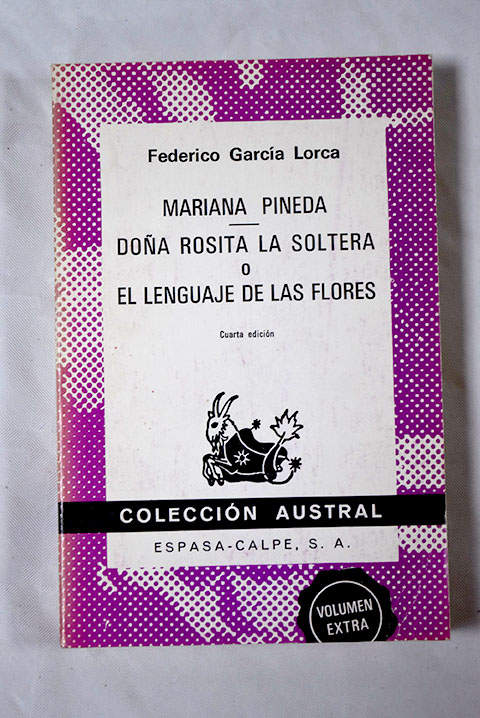 Federico García Lorca
MARIANA PINEDA
DOÑA ROSITA LA SOLTERA
o
EL LENGUAJE DE LAS FLORES
Cuarta edición
COLECCIÓN AUSTRAL
ESPASA-CALPE, S. A.
VOLUMEN
EXTRA